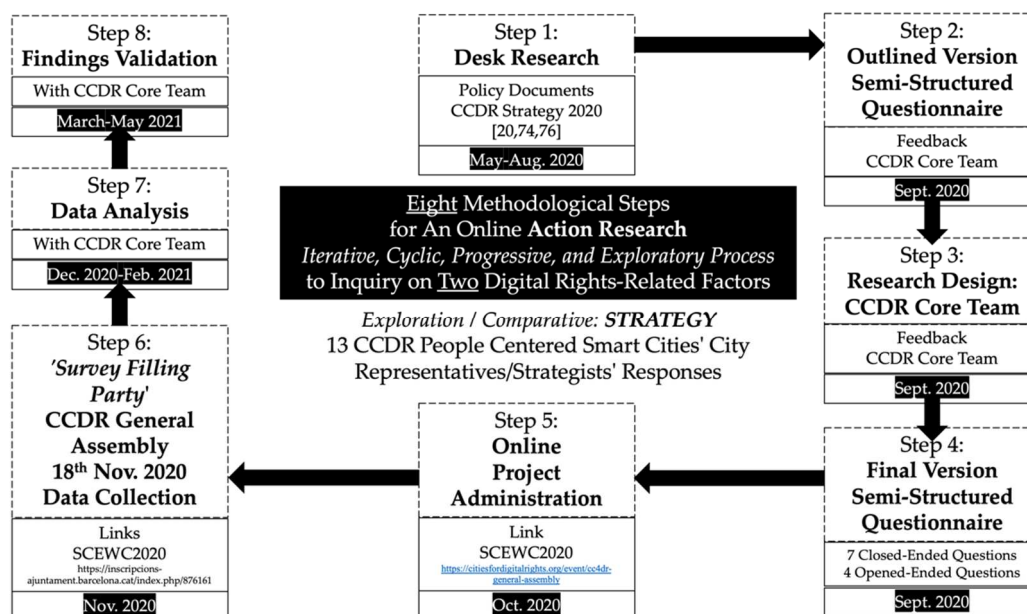 Step 1:
Desk Research
Policy Documents
CCDR Strategy 2020
[20,74,76]
May-Aug. 2020
Step 2:
Outlined Version
Semi-Structured
Questionnaire
Feedback
CCDR Core Team
Sept. 2020
Step 3:
Research Design:
CCDR Core Team
Feedback
CCDR Core Team
Sept. 2020
Step 4:
Final Version
Semi-Structured
Questionnaire
7 Closed-Ended Questions
4 Opened-Ended Questions
Sept. 2020
Step 5:
Online
Project
Administration
Link
SCEWC2020
https://citiesfordigitalrights.org/event/cc4dr-
general-assembly
Oct. 2020
Step 6:
'Survey Filling
Party'
CCDR General
Assembly
18th Nov. 2020
Data Collection
Links
SCEWC2020
https://inscripcions-
ajuntament.barcelona.cat/index.php/876161
Nov. 2020
Step 7:
Data Analysis
With CCDR Core Team
Dec. 2020-Feb. 2021
Step 8:
Findings Validation
With CCDR Core Team
March-May 2021
Eight Methodological Steps
for An Online Action Research
Iterative, Cyclic, Progressive, and Exploratory Process
to Inquiry on Two Digital Rights-Related Factors
Exploration / Comparative: STRATEGY
13 CCDR People Centered Smart Cities' City
Representatives/Strategists' Responses